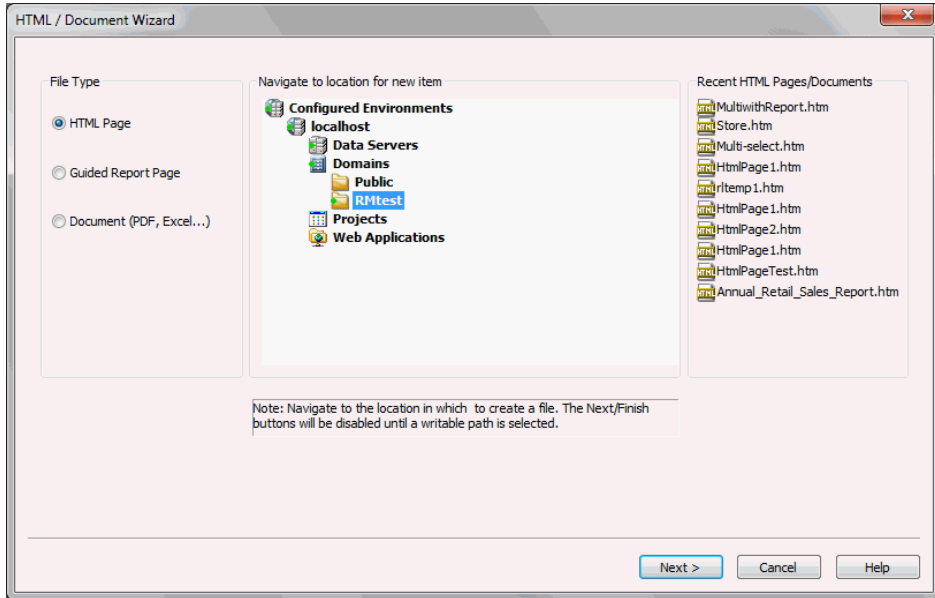 HTML / Document Wizard
File Type
HTML Page
Guided Report Page
Document (PDF, Excel...)
Navigate to location for new item
Configured Environments
localhost
Data Servers
Domains
Public
RMtest
Projects
Web Applications
Recent HTML Pages/Documents
MultiwithReport.htm
Store.htm
Multi-select.htm
HtmlPage1.htm
rltemp1.htm
HtmlPage1.htm
HtmlPage2.htm
HtmlPage1.htm
HtmlPageTest.htm
Annual_Retail_Sales_Report.htm
Note: Navigate to the location in which to create a file. The Next/Finish
buttons will be disabled until a writable path is selected.
Next >
Cancel
Help